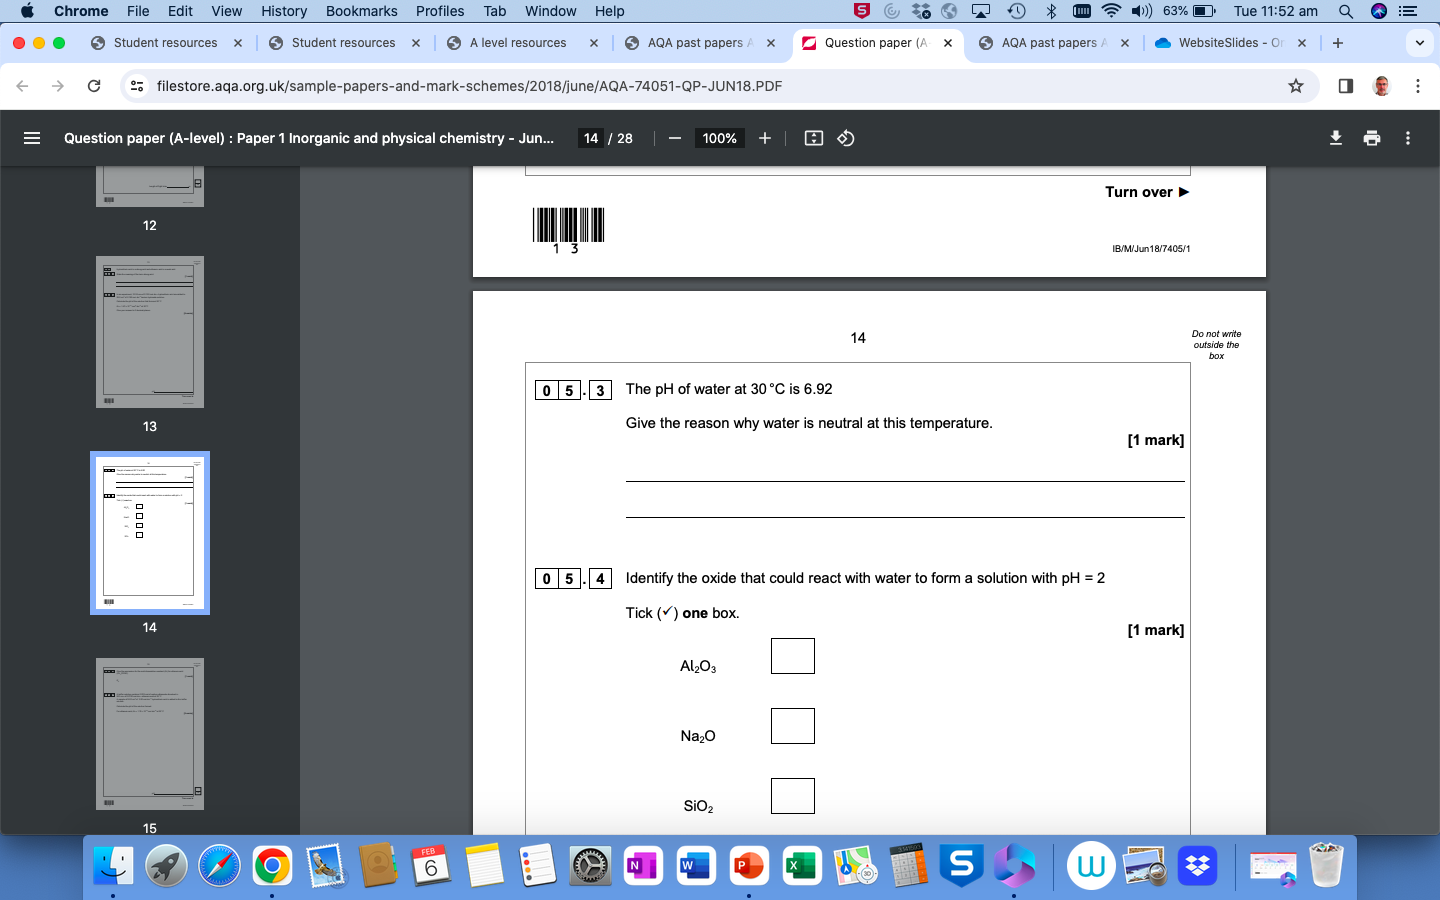 Chrome File Edit View History Bookmarks Profiles Tab Window Help 63% Tue 11:52 am
Student resources Student resources A level resources AQA past papers A Question paper (A- AQA past papers A WebsiteSlides - Or
filestore.aqa.org.uk/sample-papers-and-mark-schemes/2018/june/AQA-74051-QP-JUN18.PDF
Question paper (A-level) : Paper 1 Inorganic and physical chemistry - Jun... 14 / 28 100%
12
13
14
15
Turn over ►
1 3
IB/M/Jun18/7405/1
14
Do not write
outside the
box
0 5 . 3 The pH of water at 30 °C is 6.92
Give the reason why water is neutral at this temperature.
[1 mark]
0 5 . 4 Identify the oxide that could react with water to form a solution with pH = 2
Tick (✓) one box.
[1 mark]
Al₂O₃
Na₂O
SiO₂
FEB
6